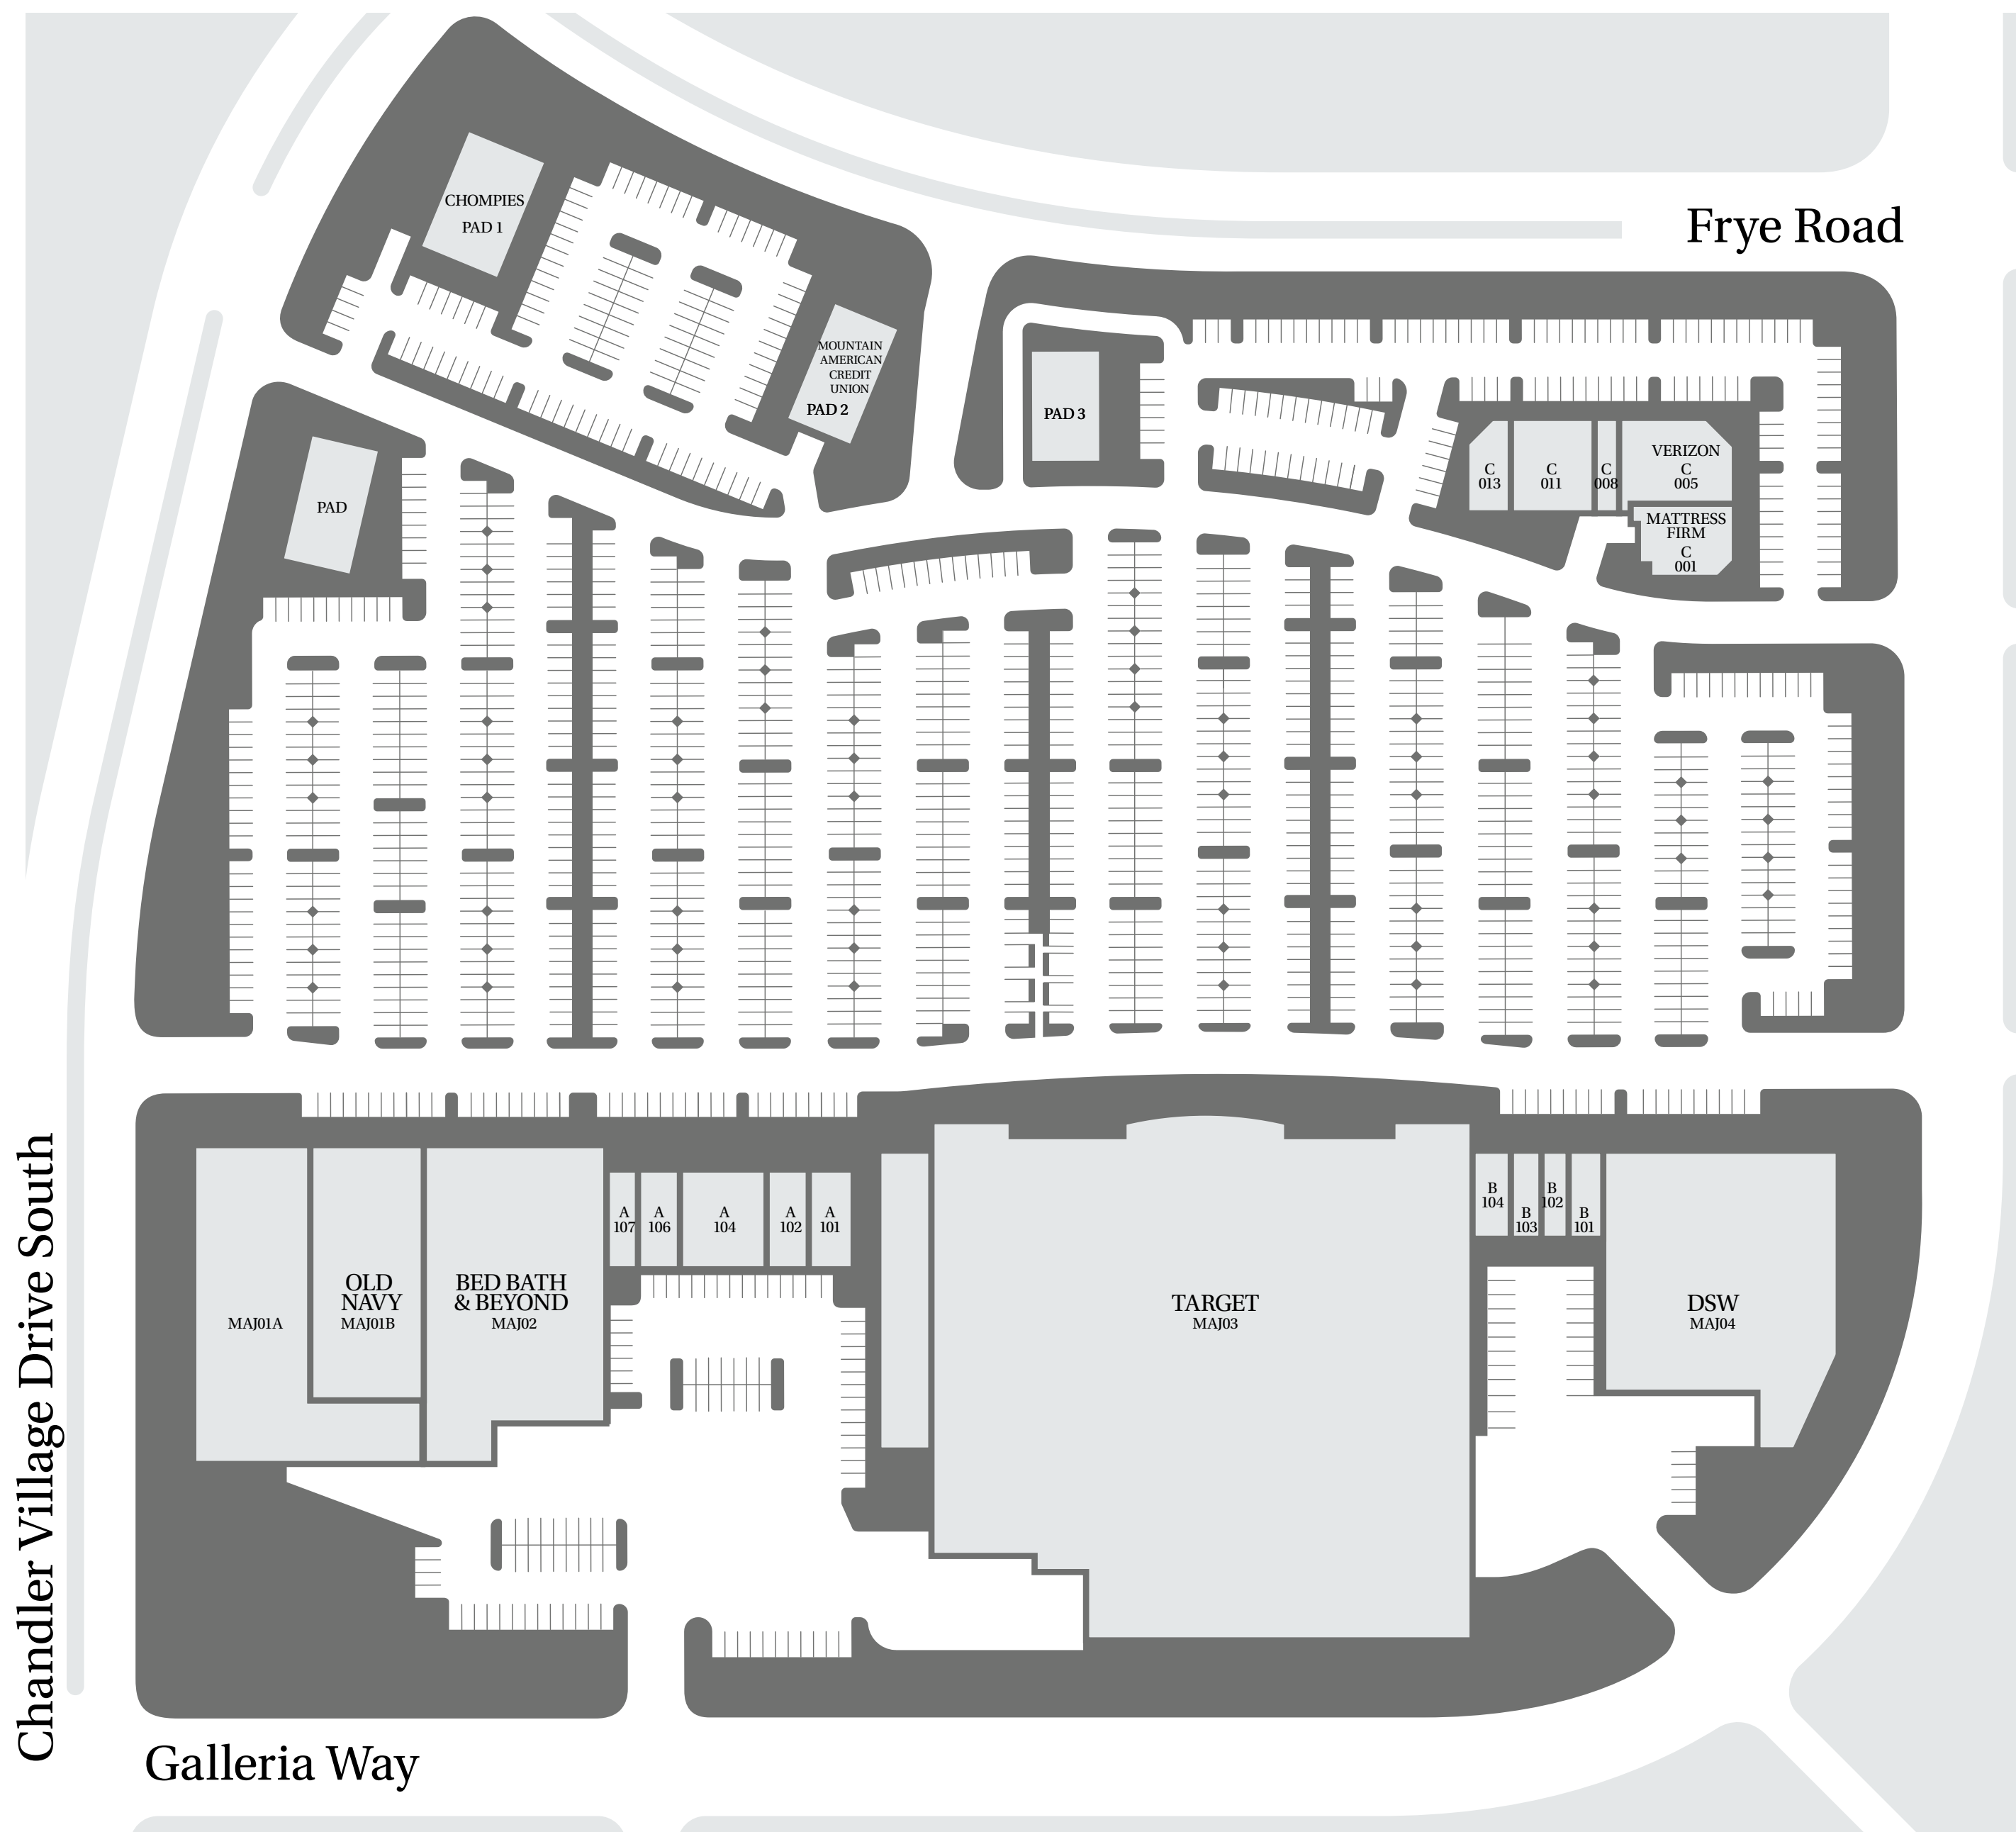 Frye Road
CHOMPIES
PAD 1
MOUNTAIN
AMERICAN
CREDIT
UNION
PAD 2
PAD 3
PAD
C
013
C
011
C
008
VERIZON
C
005
MATTRESS
FIRM
C
001
MAJ01A
OLD
NAVY
MAJ01B
BED BATH
& BEYOND
MAJ02
A
107
A
106
A
104
A
102
A
101
TARGET
MAJ03
B
104
B
103
B
102
B
101
DSW
MAJ04
Chandler Village Drive South
Galleria Way